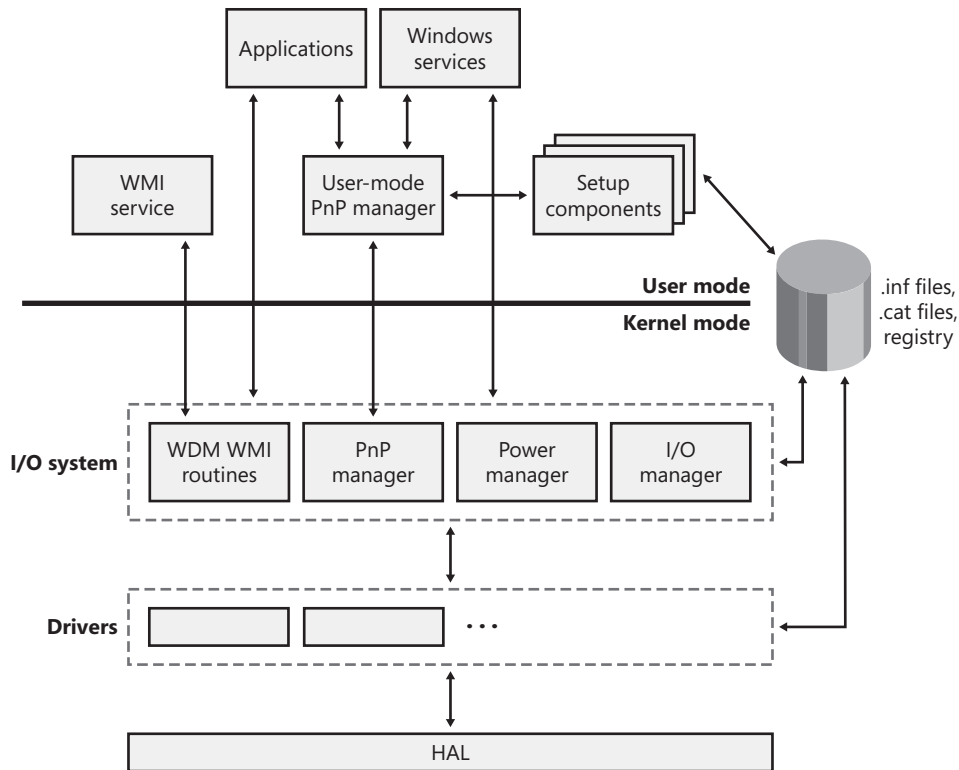 Applications
Windows
services
WMI
service
User-mode
PnP manager
Setup
components
User mode
Kernel mode
.inf files,
.cat files,
registry
I/O system
WDM WMI
routines
PnP
manager
Power
manager
I/O
manager
Drivers
...
HAL